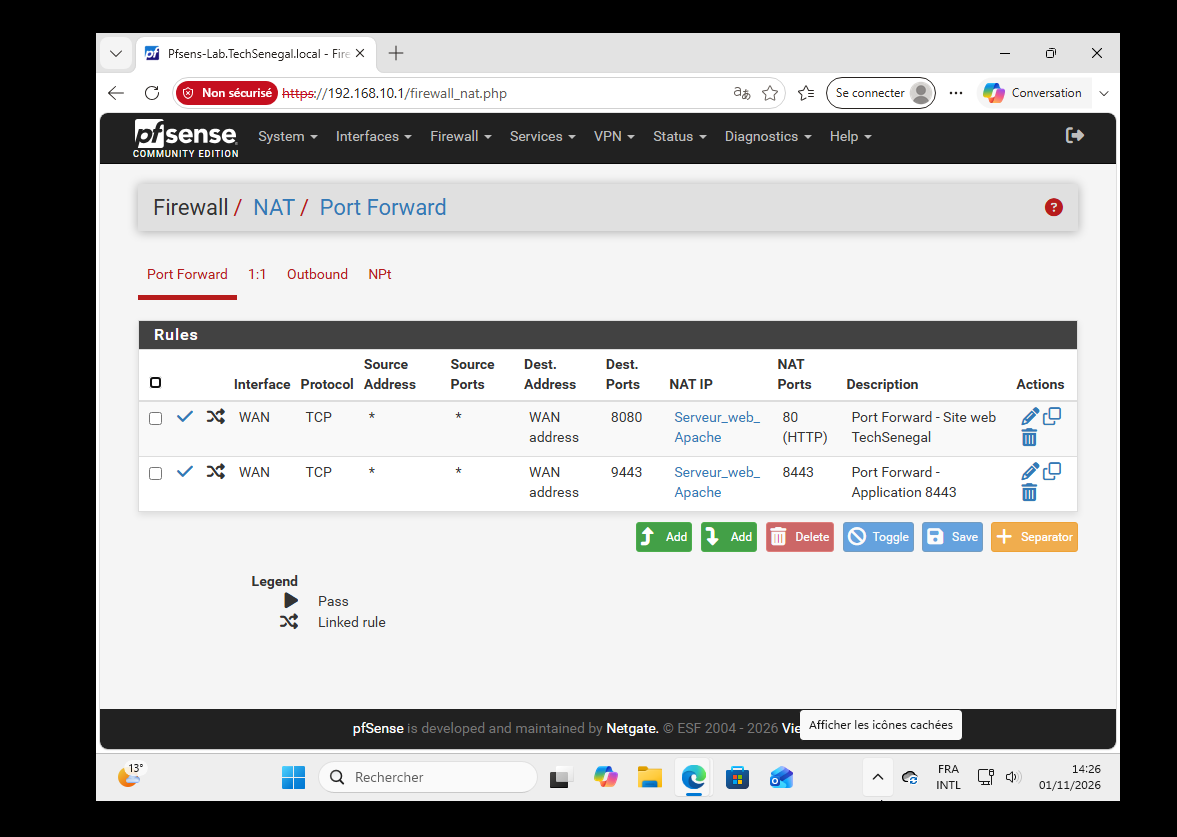 Pfsens-Lab.TechSenegal.local - Fire
Non sécurisé https://192.168.10.1/firewall_nat.php Se connecter Conversation
pfsense System Interfaces Firewall Services VPN Status Diagnostics Help
COMMUNITY EDITION
Firewall / NAT / Port Forward
Port Forward 1:1 Outbound NPt
Rules
Source Source Dest. Dest. NAT
Interface Protocol Address Ports Address Ports NAT IP Ports Description Actions
WAN TCP * * WAN 8080 Serveur_web_ 80 Port Forward - Site web
address Apache (HTTP) TechSenegal
WAN TCP * * WAN 9443 Serveur_web_ 8443 Port Forward -
address Apache Application 8443
Add Add Delete Toggle Save Separator
Legend
Pass
Linked rule
pfSense is developed and maintained by Netgate. © ESF 2004 - 2026 Vie
Afficher les icônes cachées
13°
Rechercher
FRA 14:26
INTL 01/11/2026